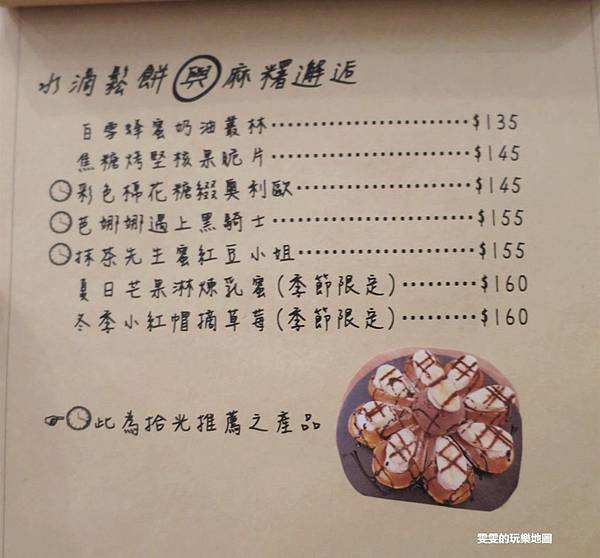 水滴鬆餅與麻糬邂逅
百雪蜂蜜奶油叢林··························$135
焦糖烤堅核果脆片··························$145
彩色棉花糖綴奧利歐······················$145
芭娜娜遇上黑騎士··························$155
抹茶先生蜜紅豆小姐······················$155
夏日芒果淋煉乳蜜(季節限定)·········$160
冬季小紅帽摘草莓(季節限定)·········$160
☞此為拾光推薦之產品
雯雯的玩樂地圖